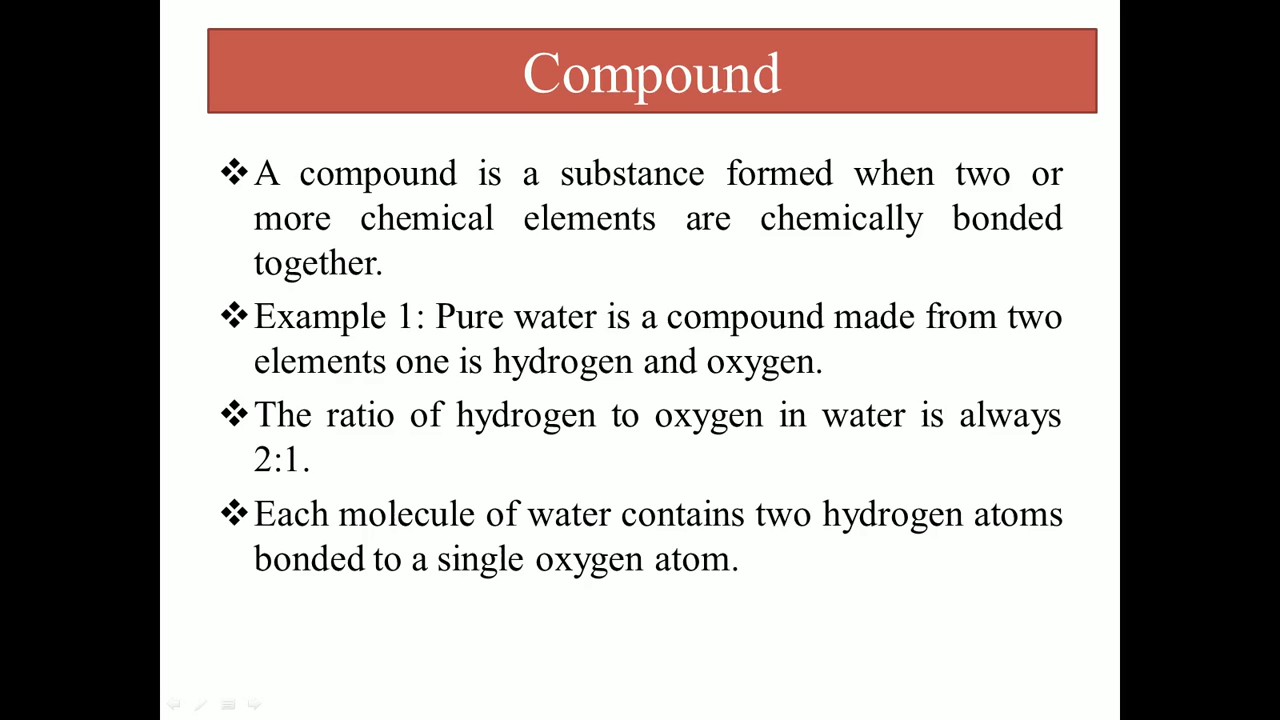 Compound
❖A compound is a substance formed when two or
more chemical elements are chemically bonded
together.
❖Example 1: Pure water is a compound made from two
elements one is hydrogen and oxygen.
❖The ratio of hydrogen to oxygen in water is always
2:1.
❖Each molecule of water contains two hydrogen atoms
bonded to a single oxygen atom.